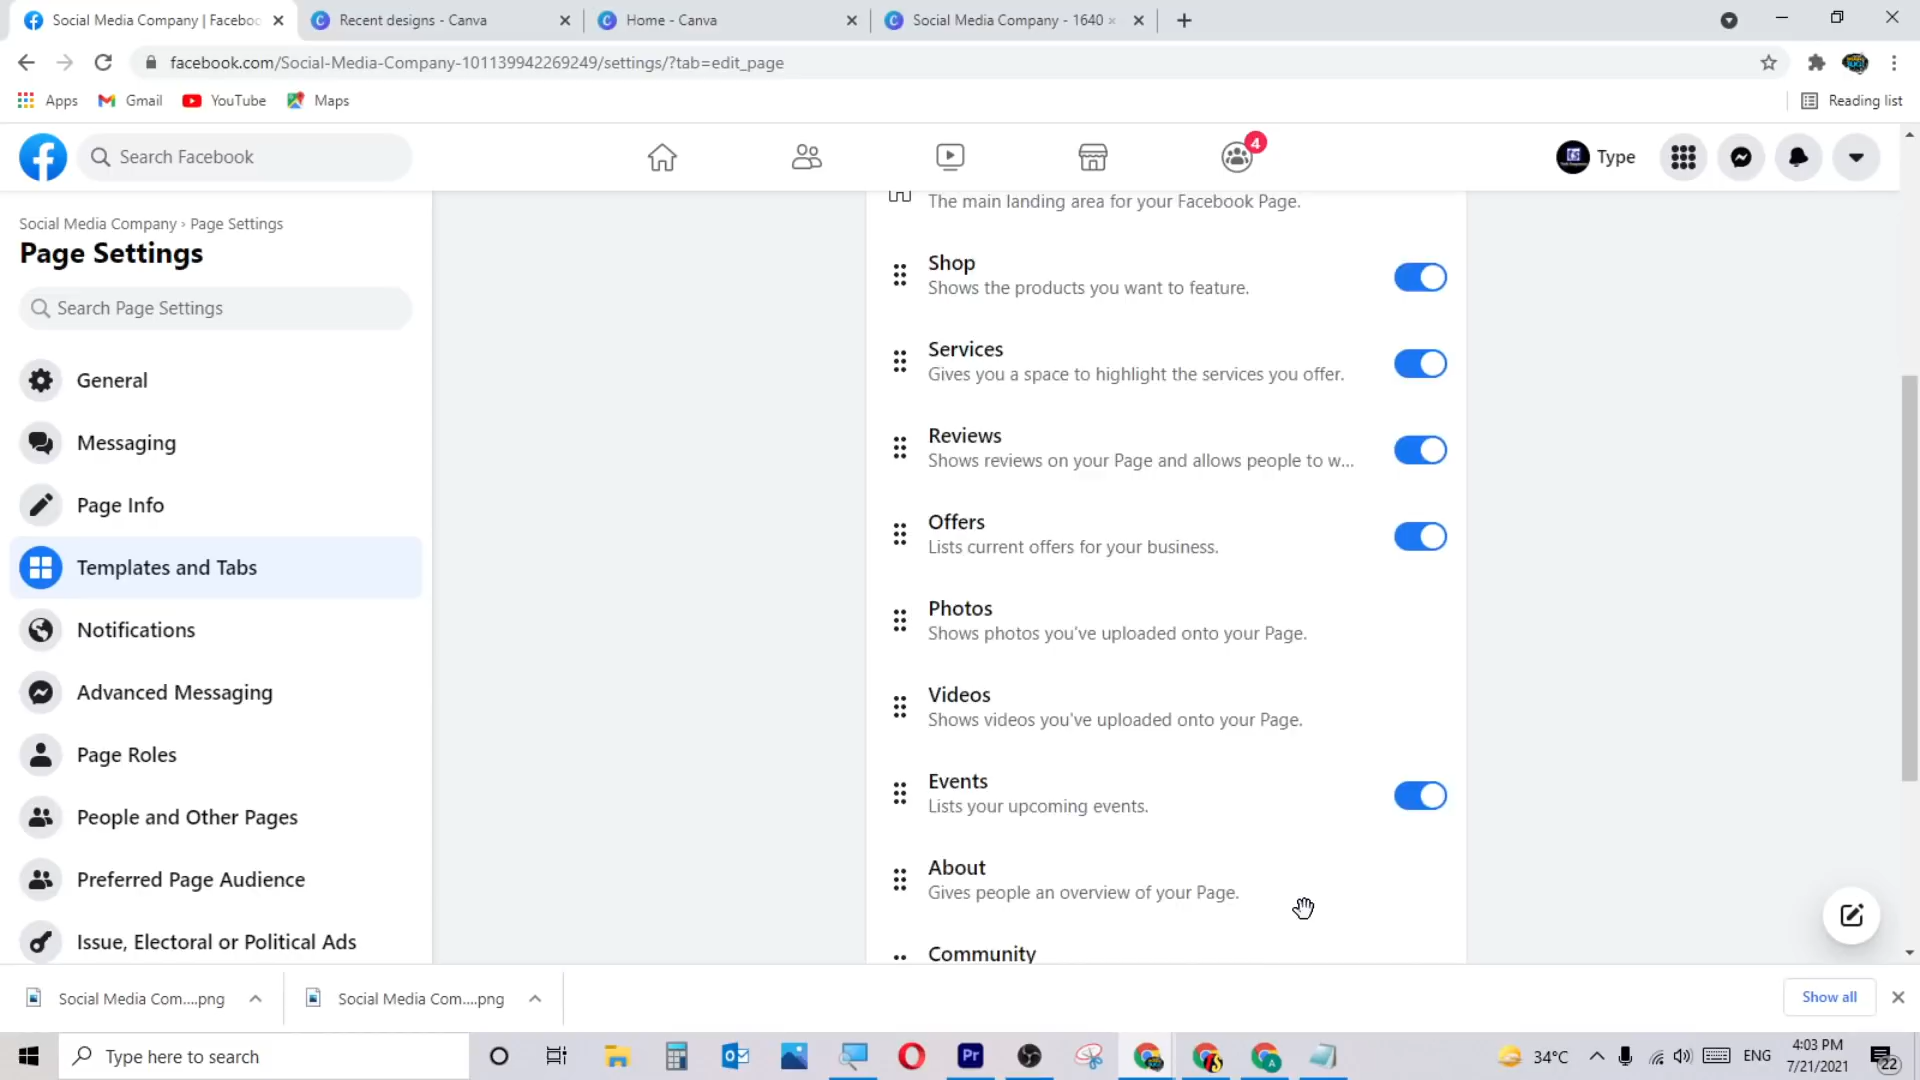 Social Media Company | Faceboo
Recent designs - Canva
Home - Canva
Social Media Company - 1640
facebook.com/Social-Media-Company-101139942269249/settings/?tab=edit_page
Apps
Gmail
YouTube
Maps
Reading list
Search Facebook
4
Type
Social Media Company › Page Settings
Page Settings
Search Page Settings
General
Messaging
Page Info
Templates and Tabs
Notifications
Advanced Messaging
Page Roles
People and Other Pages
Preferred Page Audience
Issue, Electoral or Political Ads
The main landing area for your Facebook Page.
Shop
Shows the products you want to feature.
Services
Gives you a space to highlight the services you offer.
Reviews
Shows reviews on your Page and allows people to w...
Offers
Lists current offers for your business.
Photos
Shows photos you've uploaded onto your Page.
Videos
Shows videos you've uploaded onto your Page.
Events
Lists your upcoming events.
About
Gives people an overview of your Page.
Community
Social Media Com....png
Social Media Com....png
Show all
Type here to search
Pr
34°C
ENG
4:03 PM
7/21/2021
22